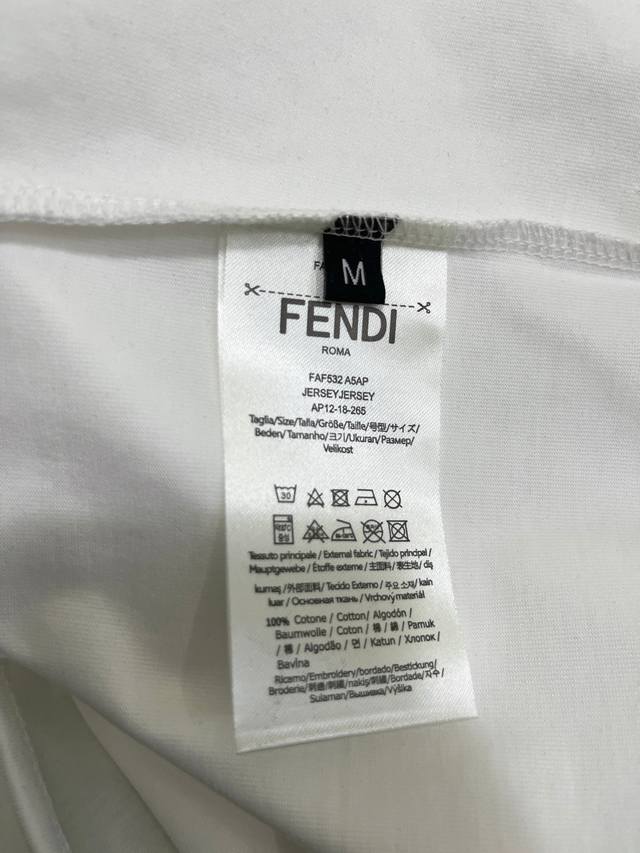 FA
M
FENDI
ROMA
FAF532 A5AP
JERSEYJERSEY
AP12-18-265
Taglia/Size/Talla/Größe/Taille/号型/サイズ/
Beden/Tamanho/크기/Ukuran/Размер/
Velikost
30
Tessuto principale / External fabric / Tejido principal /
Hauptgewebe / Étoffe externe / 主面料 / 表生地/ dış
kumaş /外部面料/ Tecido Externo / 주요 소재/ kain
luar / Основная ткань / Vrchový materiál
100% Cotone / Cotton / Algodón /
Baumwolle / Coton / 棉 / 綿 / Pamuk
/ 棉 / Algodão / 면 / Katun / Хлопок /
Bavlna
Ricamo/Embroidery/bordado/Bestickung/
Broderie/刺绣/刺繍/nakış/刺繡/Bordade/자수/
Sulaman/Вышивка/Výšika